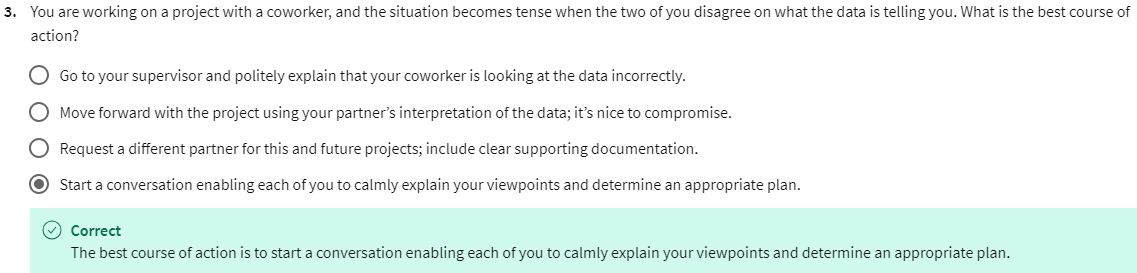 3. You are working on a project with a coworker, and the situation becomes tense when the two of you disagree on what the data is telling you. What is the best course of
action?
Go to your supervisor and politely explain that your coworker is looking at the data incorrectly.
Move forward with the project using your partner’s interpretation of the data; it’s nice to compromise.
Request a different partner for this and future projects; include clear supporting documentation.
Start a conversation enabling each of you to calmly explain your viewpoints and determine an appropriate plan.
Correct
The best course of action is to start a conversation enabling each of you to calmly explain your viewpoints and determine an appropriate plan.